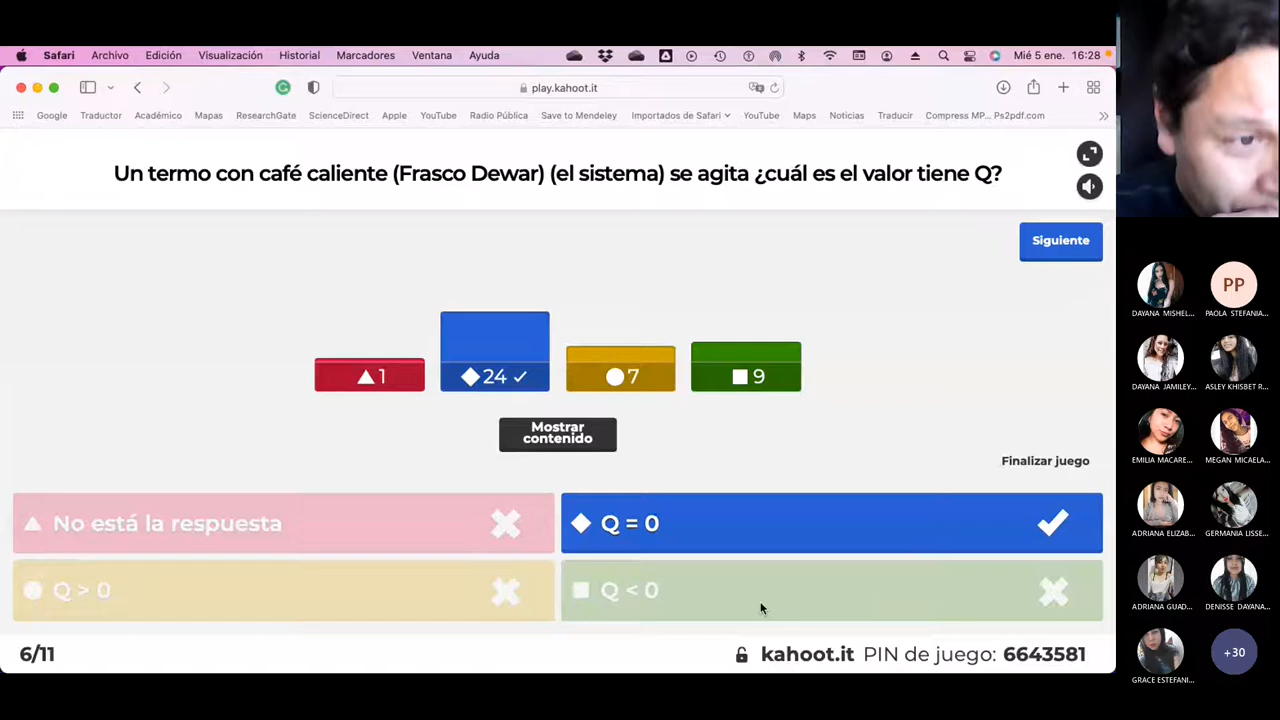 Safari Archivo Edición Visualización Historial Marcadores Ventana Ayuda Mié 5 ene. 16:28
play.kahoot.it
Google Traductor Académico Mapas ResearchGate ScienceDirect Apple YouTube Radio Pública Save to Mendeley Importados de Safari YouTube Maps Noticias Traducir Compress MP... Ps2pdf.com
Un termo con café caliente (Frasco Dewar) (el sistema) se agita ¿cuál es el valor tiene Q?
Siguiente
1 24 7 9
Mostrar
contenido
Finalizar juego
No está la respuesta
Q = 0
Q > 0
Q < 0
6/11
kahoot.it PIN de juego: 6643581
PP
DAYANA MISHEL... PAOLA STEFANIA...
DAYANA JAMILEY... ASLEY KHISBET R...
EMILIA MACARE... MEGAN MICAELA...
ADRIANA ELIZAB... GERMANIA LISSE...
ADRIANA GUAD... DENISSE DAYANA...
+30
GRACE ESTEFANI...